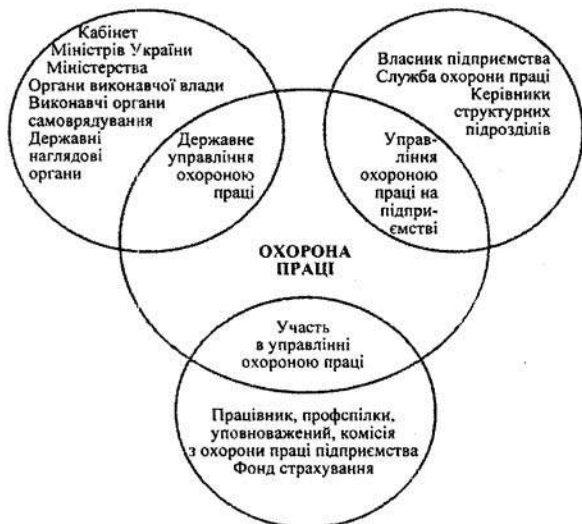 Кабінет
Міністрів України
Міністерства
Органи виконавчої влади
Виконавчі органи
самоврядування
Державні
наглядові
органи
Державне
управління
охороною
праці
Власник підприємства
Служба охорони праці
Керівники
структурних
підрозділів
Управ-
ління
охороною
праці на
підпри-
ємстві
ОХОРОНА
ПРАЦІ
Участь
в управлінні
охороною праці
Працівник, профспілки,
уповноважений, комісія
з охорони праці підприємства
Фонд страхування